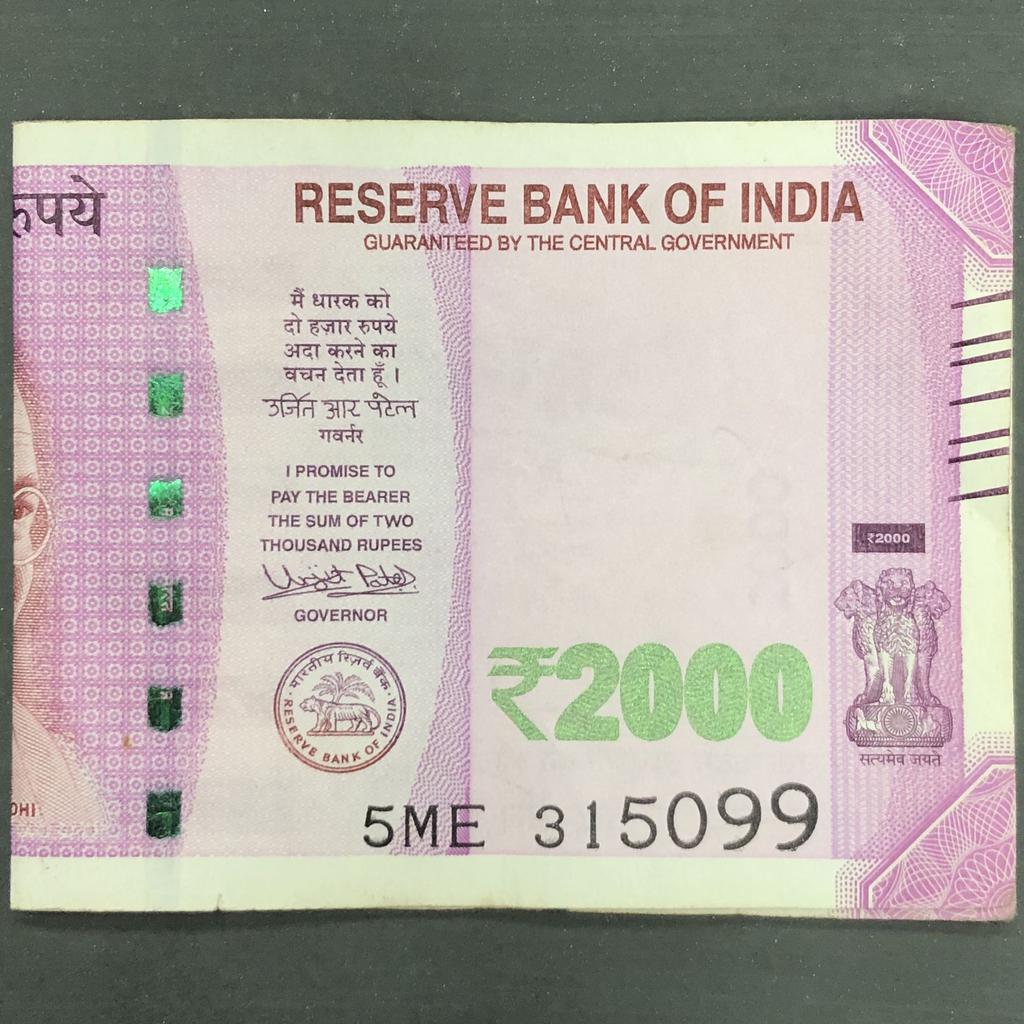 रुपये
RESERVE BANK OF INDIA
GUARANTEED BY THE CENTRAL GOVERNMENT
मैं धारक को
दो हज़ार रुपये
अदा करने का
वचन देता हूँ ।
उर्जित आर पटेल
गवर्नर
I PROMISE TO
PAY THE BEARER
THE SUM OF TWO
THOUSAND RUPEES
Urjit Patel
GOVERNOR
₹2000
भारतीय रिज़र्व बैंक
RESERVE BANK OF INDIA
₹2000
सत्यमेव जयते
5ME 315099